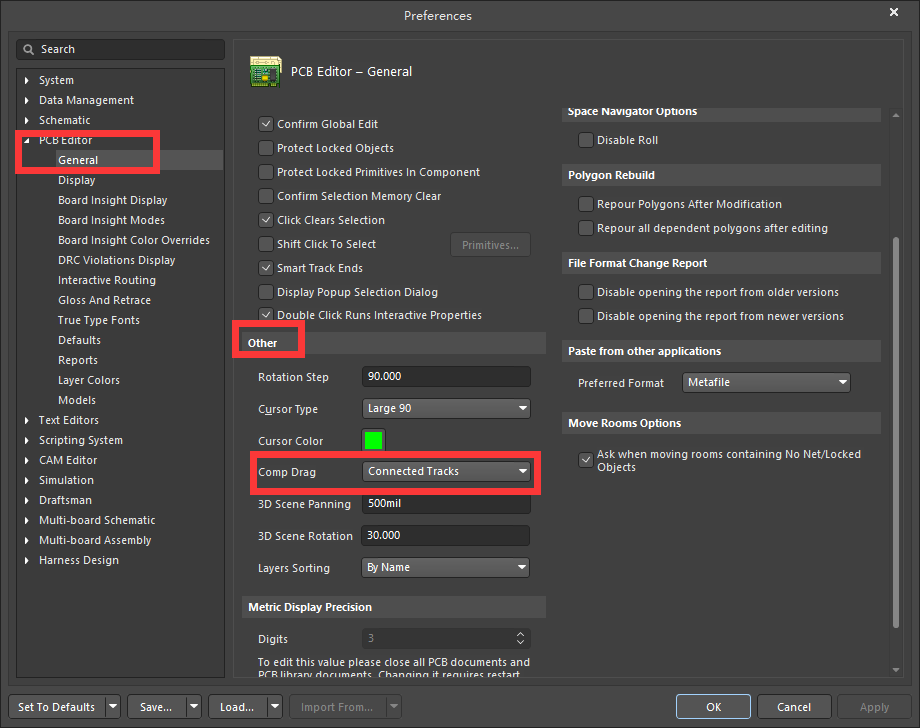 Preferences
Search
System
Data Management
Schematic
PCB Editor
General
Display
Board Insight Display
Board Insight Modes
Board Insight Color Overrides
DRC Violations Display
Interactive Routing
Gloss And Retrace
True Type Fonts
Defaults
Reports
Layer Colors
Models
Text Editors
Scripting System
CAM Editor
Simulation
Draftsman
Multi-board Schematic
Multi-board Assembly
Harness Design
PCB Editor – General
Confirm Global Edit
Protect Locked Objects
Protect Locked Primitives In Component
Confirm Selection Memory Clear
Click Clears Selection
Shift Click To Select
Primitives...
Smart Track Ends
Display Popup Selection Dialog
Double Click Runs Interactive Properties
Other
Rotation Step 90.000
Cursor Type Large 90
Cursor Color
Comp Drag Connected Tracks
3D Scene Panning 500mil
3D Scene Rotation 30.000
Layers Sorting By Name
Metric Display Precision
Digits 3
To edit this value please close all PCB documents and
PCB library documents. Changing it requires restart
Space Navigator Options
Disable Roll
Polygon Rebuild
Repour Polygons After Modification
Repour all dependent polygons after editing
File Format Change Report
Disable opening the report from older versions
Disable opening the report from newer versions
Paste from other applications
Preferred Format Metafile
Move Rooms Options
Ask when moving rooms containing No Net/Locked
Objects
Set To Defaults Save... Load... Import From... OK Cancel Apply